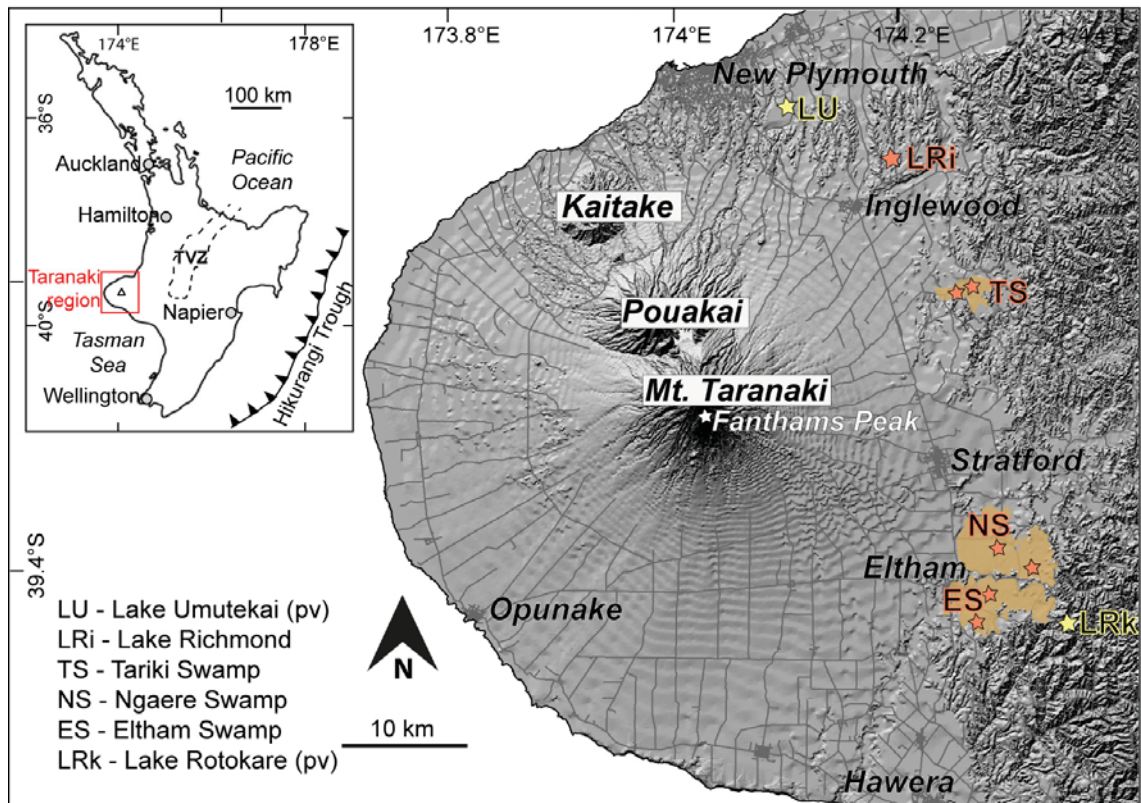 174°E
178°E
100 km
36°S
Auckland
Pacific
Ocean
Hamilton
TVZ
Taranaki
region
Napier
40°S
Tasman
Sea
Wellington
Hikurangi Trough
173.8°E
174°E
174.2°E
New Plymouth
LU
LRi
Kaitake
Inglewood
TS
Pouakai
Mt. Taranaki
Fanthams Peak
Stratford
NS
39.4°S
Eltham
ES
LRk
Opunake
Hawera
LU - Lake Umutekai (pv)
LRi - Lake Richmond
TS - Tariki Swamp
NS - Ngaere Swamp
ES - Eltham Swamp
LRk - Lake Rotokare (pv)
N
10 km